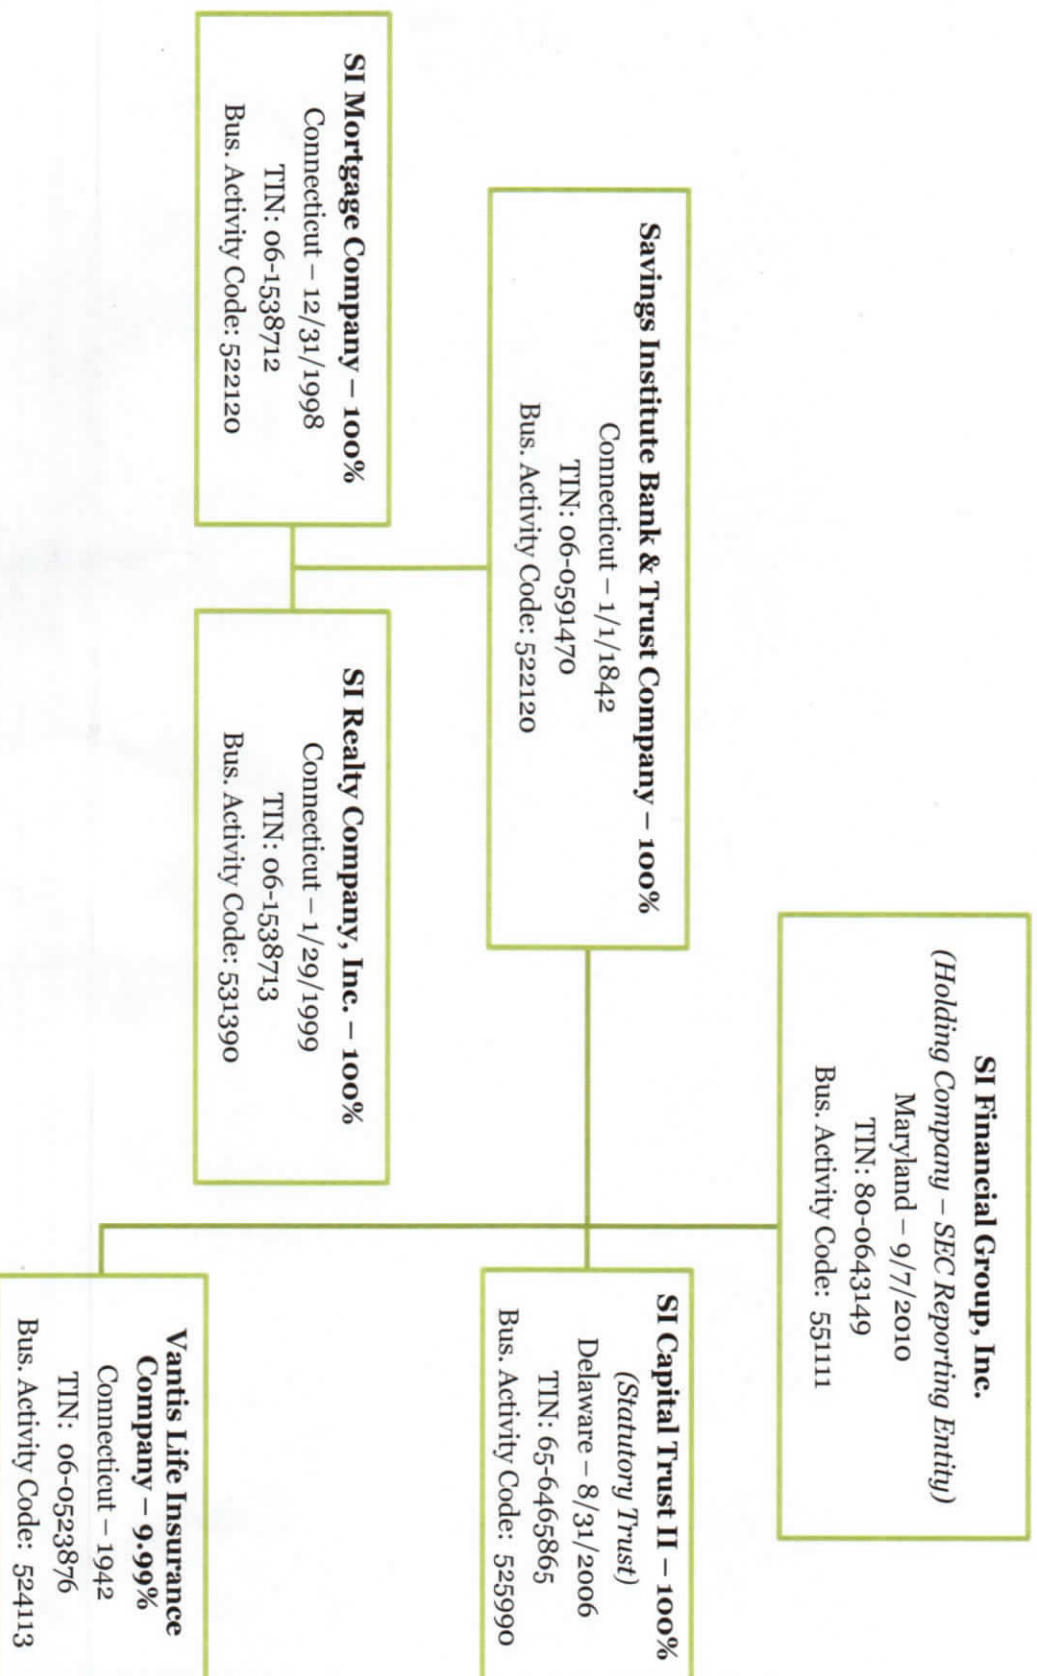 SI Financial Group, Inc.
(Holding Company – SEC Reporting Entity)
Maryland – 9/7/2010
TIN: 80-0643149
Bus. Activity Code: 551111
Savings Institute Bank & Trust Company – 100%
Connecticut – 1/1/1842
TIN: 06-0591470
Bus. Activity Code: 522120
SI Capital Trust II – 100%
(Statutory Trust)
Delaware – 8/31/2006
TIN: 65-6465865
Bus. Activity Code: 525990
SI Mortgage Company – 100%
Connecticut – 12/31/1998
TIN: 06-1538712
Bus. Activity Code: 522120
SI Realty Company, Inc. – 100%
Connecticut – 1/29/1999
TIN: 06-1538713
Bus. Activity Code: 531390
Vantis Life Insurance
Company – 9.99%
Connecticut – 1942
TIN: 06-0523876
Bus. Activity Code: 524113